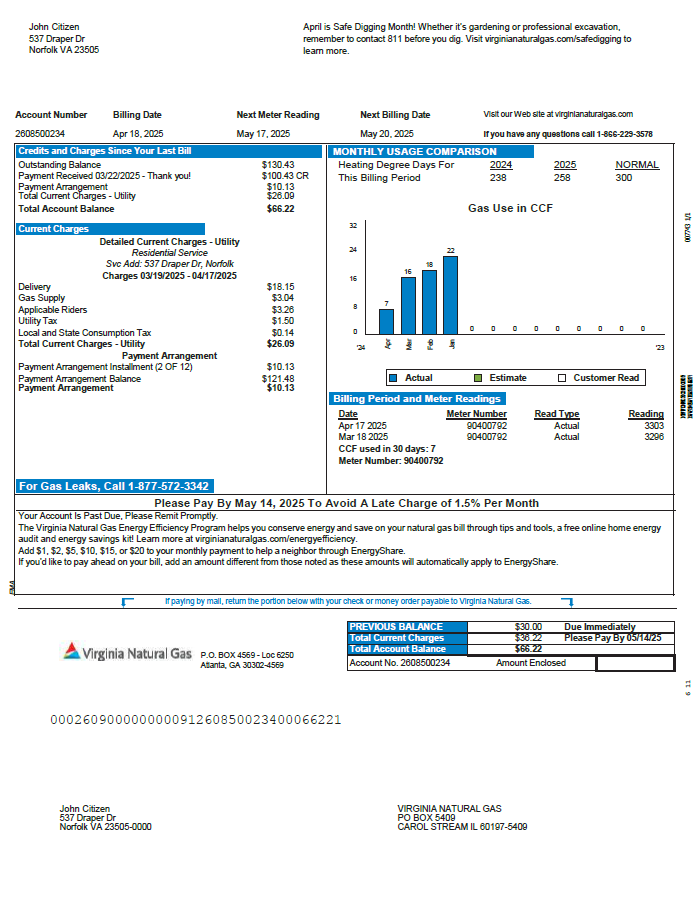 John Citizen
537 Draper Dr
Norfolk VA 23505
April is Safe Digging Month! Whether it's gardening or professional excavation,
remember to contact 811 before you dig. Visit virginianaturalgas.com/safedigging to
learn more.
Account Number Billing Date Next Meter Reading Next Billing Date Visit our Web site at virginianaturalgas.com
2608500234 Apr 18, 2025 May 17, 2025 May 20, 2025 If you have any questions call 1-866-229-3578
Credits and Charges Since Your Last Bill
Outstanding Balance $130.43
Payment Received 03/22/2025 - Thank you! $100.43 CR
Payment Arrangement $10.13
Total Current Charges - Utility $26.09
Total Account Balance $66.22
Current Charges
Detailed Current Charges - Utility
Residential Service
Svc Add: 537 Draper Dr, Norfolk
Charges 03/19/2025 - 04/17/2025
Delivery $18.15
Gas Supply $3.04
Applicable Riders $3.26
Utility Tax $1.50
Local and State Consumption Tax $0.14
Total Current Charges - Utility $26.09
Payment Arrangement
Payment Arrangement Installment (2 OF 12) $10.13
Payment Arrangement Balance $121.48
Payment Arrangement $10.13
For Gas Leaks, Call 1-877-572-3342
MONTHLY USAGE COMPARISON
Heating Degree Days For 2024 2025 NORMAL
This Billing Period 238 258 300
Gas Use in CCF
32
24
16
8
0
7 16 18 22 0 0 0 0 0 0 0 0 0
'24 Apr Mar Feb Jan '23
Actual Estimate Customer Read
Billing Period and Meter Readings
Date Meter Number Read Type Reading
Apr 17 2025 90400792 Actual 3303
Mar 18 2025 90400792 Actual 3296
CCF used in 30 days: 7
Meter Number: 90400792
007743 1/1
Please Pay By May 14, 2025 To Avoid A Late Charge of 1.5% Per Month
Your Account Is Past Due, Please Remit Promptly.
The Virginia Natural Gas Energy Efficiency Program helps you conserve energy and save on your natural gas bill through tips and tools, a free online home energy
audit and energy savings kit! Learn more at virginianaturalgas.com/energyefficiency.
Add $1, $2, $5, $10, $15, or $20 to your monthly payment to help a neighbor through EnergyShare.
If you'd like to pay ahead on your bill, add an amount different from those noted as these amounts will automatically apply to EnergyShare.
If paying by mail, return the portion below with your check or money order payable to Virginia Natural Gas.
Virginia Natural Gas
P.O. BOX 4569 - Loc 6250
Atlanta, GA 30302-4569
PREVIOUS BALANCE $30.00 Due Immediately
Total Current Charges $36.22 Please Pay By 05/14/25
Total Account Balance $66.22
Account No. 2608500234 Amount Enclosed
6 11
000260900000000091260850023400066221
John Citizen
537 Draper Dr
Norfolk VA 23505-0000
VIRGINIA NATURAL GAS
PO BOX 5409
CAROL STREAM IL 60197-5409